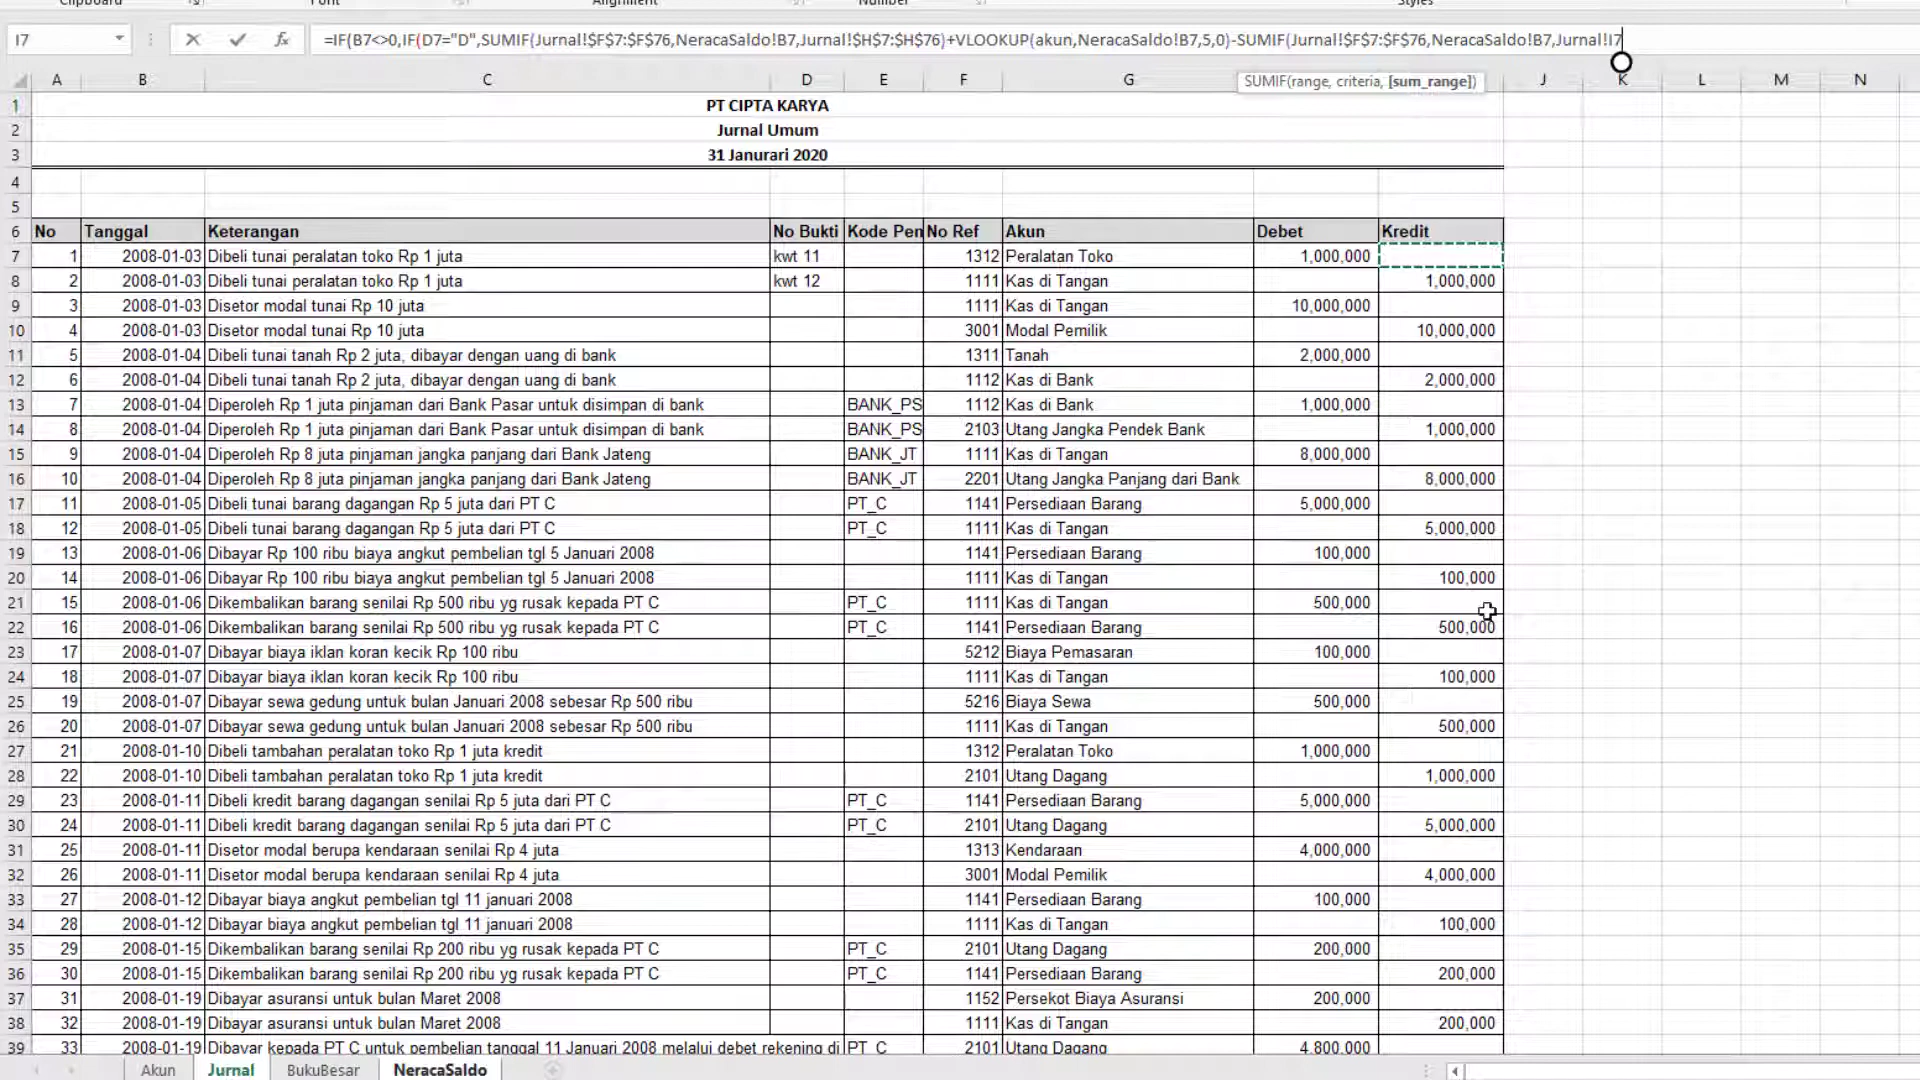 Clipboard Font Alignment Number Styles
I7 =IF(B7<>0,IF(D7="D",SUMIF(Jurnal!$F$7:$F$76,NeracaSaldo!B7,Jurnal!$H$7:$H$76)+VLOOKUP(akun,NeracaSaldo!B7,5,0)-SUMIF(Jurnal!$F$7:$F$76,NeracaSaldo!B7,Jurnal!I7
SUMIF(range, criteria, [sum_range])
A B C D E F G J K L M N
1 PT CIPTA KARYA
2 Jurnal Umum
3 31 Janurari 2020
4
5
6 No Tanggal Keterangan No Bukti Kode Pen No Ref Akun Debet Kredit
7 1 2008-01-03 Dibeli tunai peralatan toko Rp 1 juta kwt 11 1312 Peralatan Toko 1,000,000
8 2 2008-01-03 Dibeli tunai peralatan toko Rp 1 juta kwt 12 1111 Kas di Tangan 1,000,000
9 3 2008-01-03 Disetor modal tunai Rp 10 juta 1111 Kas di Tangan 10,000,000
10 4 2008-01-03 Disetor modal tunai Rp 10 juta 3001 Modal Pemilik 10,000,000
11 5 2008-01-04 Dibeli tunai tanah Rp 2 juta, dibayar dengan uang di bank 1311 Tanah 2,000,000
12 6 2008-01-04 Dibeli tunai tanah Rp 2 juta, dibayar dengan uang di bank 1112 Kas di Bank 2,000,000
13 7 2008-01-04 Diperoleh Rp 1 juta pinjaman dari Bank Pasar untuk disimpan di bank BANK_PS 1112 Kas di Bank 1,000,000
14 8 2008-01-04 Diperoleh Rp 1 juta pinjaman dari Bank Pasar untuk disimpan di bank BANK_PS 2103 Utang Jangka Pendek Bank 1,000,000
15 9 2008-01-04 Diperoleh Rp 8 juta pinjaman jangka panjang dari Bank Jateng BANK_JT 1111 Kas di Tangan 8,000,000
16 10 2008-01-04 Diperoleh Rp 8 juta pinjaman jangka panjang dari Bank Jateng BANK_JT 2201 Utang Jangka Panjang dari Bank 8,000,000
17 11 2008-01-05 Dibeli tunai barang dagangan Rp 5 juta dari PT C PT_C 1141 Persediaan Barang 5,000,000
18 12 2008-01-05 Dibeli tunai barang dagangan Rp 5 juta dari PT C PT_C 1111 Kas di Tangan 5,000,000
19 13 2008-01-06 Dibayar Rp 100 ribu biaya angkut pembelian tgl 5 Januari 2008 1141 Persediaan Barang 100,000
20 14 2008-01-06 Dibayar Rp 100 ribu biaya angkut pembelian tgl 5 Januari 2008 1111 Kas di Tangan 100,000
21 15 2008-01-06 Dikembalikan barang senilai Rp 500 ribu yg rusak kepada PT C PT_C 1111 Kas di Tangan 500,000
22 16 2008-01-06 Dikembalikan barang senilai Rp 500 ribu yg rusak kepada PT C PT_C 1141 Persediaan Barang 500,000
23 17 2008-01-07 Dibayar biaya iklan koran kecik Rp 100 ribu 5212 Biaya Pemasaran 100,000
24 18 2008-01-07 Dibayar biaya iklan koran kecik Rp 100 ribu 1111 Kas di Tangan 100,000
25 19 2008-01-07 Dibayar sewa gedung untuk bulan Januari 2008 sebesar Rp 500 ribu 5216 Biaya Sewa 500,000
26 20 2008-01-07 Dibayar sewa gedung untuk bulan Januari 2008 sebesar Rp 500 ribu 1111 Kas di Tangan 500,000
27 21 2008-01-10 Dibeli tambahan peralatan toko Rp 1 juta kredit 1312 Peralatan Toko 1,000,000
28 22 2008-01-10 Dibeli tambahan peralatan toko Rp 1 juta kredit 2101 Utang Dagang 1,000,000
29 23 2008-01-11 Dibeli kredit barang dagangan senilai Rp 5 juta dari PT C PT_C 1141 Persediaan Barang 5,000,000
30 24 2008-01-11 Dibeli kredit barang dagangan senilai Rp 5 juta dari PT C PT_C 2101 Utang Dagang 5,000,000
31 25 2008-01-11 Disetor modal berupa kendaraan senilai Rp 4 juta 1313 Kendaraan 4,000,000
32 26 2008-01-11 Disetor modal berupa kendaraan senilai Rp 4 juta 3001 Modal Pemilik 4,000,000
33 27 2008-01-12 Dibayar biaya angkut pembelian tgl 11 januari 2008 1141 Persediaan Barang 100,000
34 28 2008-01-12 Dibayar biaya angkut pembelian tgl 11 januari 2008 1111 Kas di Tangan 100,000
35 29 2008-01-15 Dikembalikan barang senilai Rp 200 ribu yg rusak kepada PT C PT_C 2101 Utang Dagang 200,000
36 30 2008-01-15 Dikembalikan barang senilai Rp 200 ribu yg rusak kepada PT C PT_C 1141 Persediaan Barang 200,000
37 31 2008-01-19 Dibayar asuransi untuk bulan Maret 2008 1152 Persekot Biaya Asuransi 200,000
38 32 2008-01-19 Dibayar asuransi untuk bulan Maret 2008 1111 Kas di Tangan 200,000
39 33 2008-01-19 Dibayar kepada PT C untuk pembelian tanggal 11 Januari 2008 melalui debet rekening di PT_C 2101 Utang Dagang 4,800,000
Akun Jurnal BukuBesar NeracaSaldo